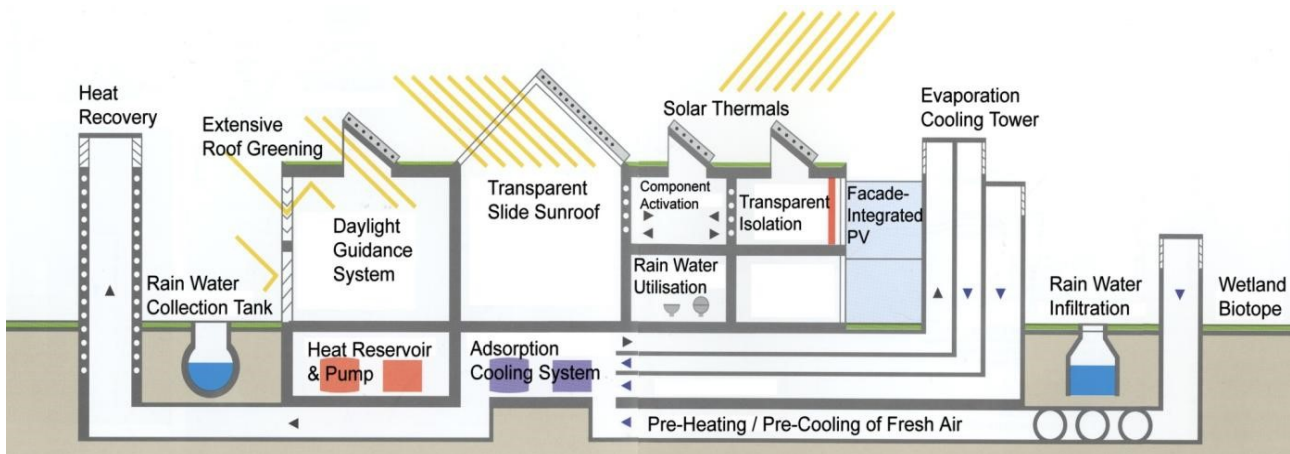 Heat
Recovery
Extensive
Roof Greening
Solar Thermals
Evaporation
Cooling Tower
Transparent
Slide Sunroof
Component
Activation
Transparent
Isolation
Facade-
Integrated
PV
Daylight
Guidance
System
Rain Water
Collection Tank
Rain Water
Utilisation
Rain Water
Infiltration
Wetland
Biotope
Heat Reservoir
& Pump
Adsorption
Cooling System
Pre-Heating / Pre-Cooling of Fresh Air